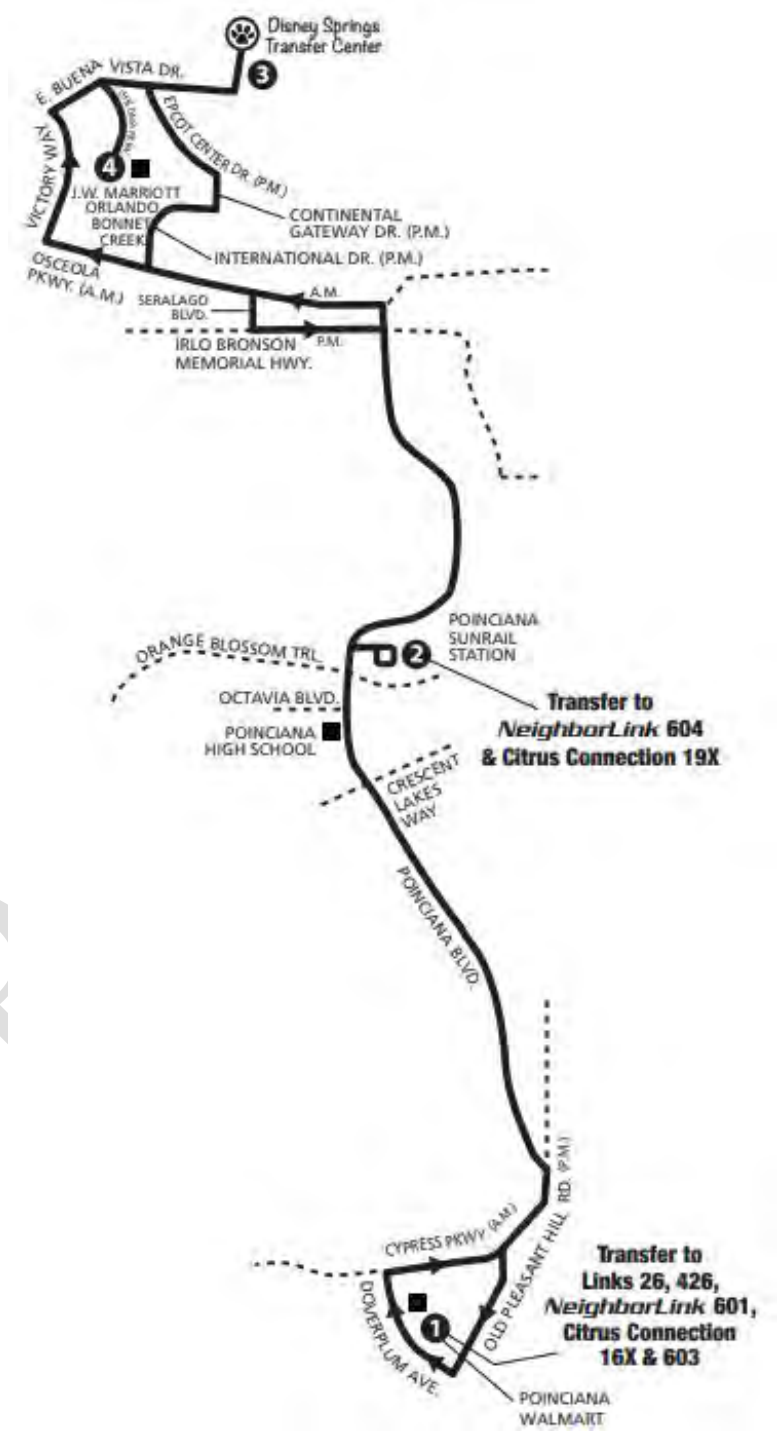 Disney Springs
Transfer Center
3
E. BUENA VISTA DR.
EPCOT CENTER DR. (P.M.)
VICTORY WAY
4
J.W. MARRIOTT
ORLANDO
BONNET
CREEK
CONTINENTAL
GATEWAY DR. (P.M.)
INTERNATIONAL DR. (P.M.)
OSCEOLA
PKWY. (A.M.)
A.M.
SERALAGO
BLVD.
P.M.
IRLO BRONSON
MEMORIAL HWY.
POINCIANA
SUNRAIL
STATION
ORANGE BLOSSOM TRL.
2
OCTAVIA BLVD.
Transfer to
NeighborLink 604
& Citrus Connection 19X
POINCIANA
HIGH SCHOOL
CRESCENT
LAKES
WAY
POINCIANA BLVD.
OLD PLEASANT HILL RD. (P.M.)
CYPRESS PKWY (A.M.)
Transfer to
Links 26, 426,
NeighborLink 601,
Citrus Connection
16X & 603
1
DOVERPLUM AVE.
POINCIANA
WALMART